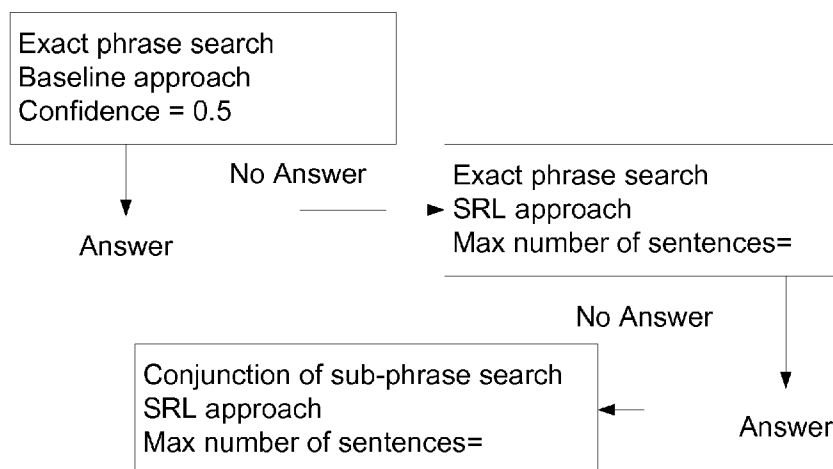 Exact phrase search
Baseline approach
Confidence = 0.5
No Answer
Answer
Exact phrase search
SRL approach
Max number of sentences=
No Answer
Answer
Conjunction of sub-phrase search
SRL approach
Max number of sentences=